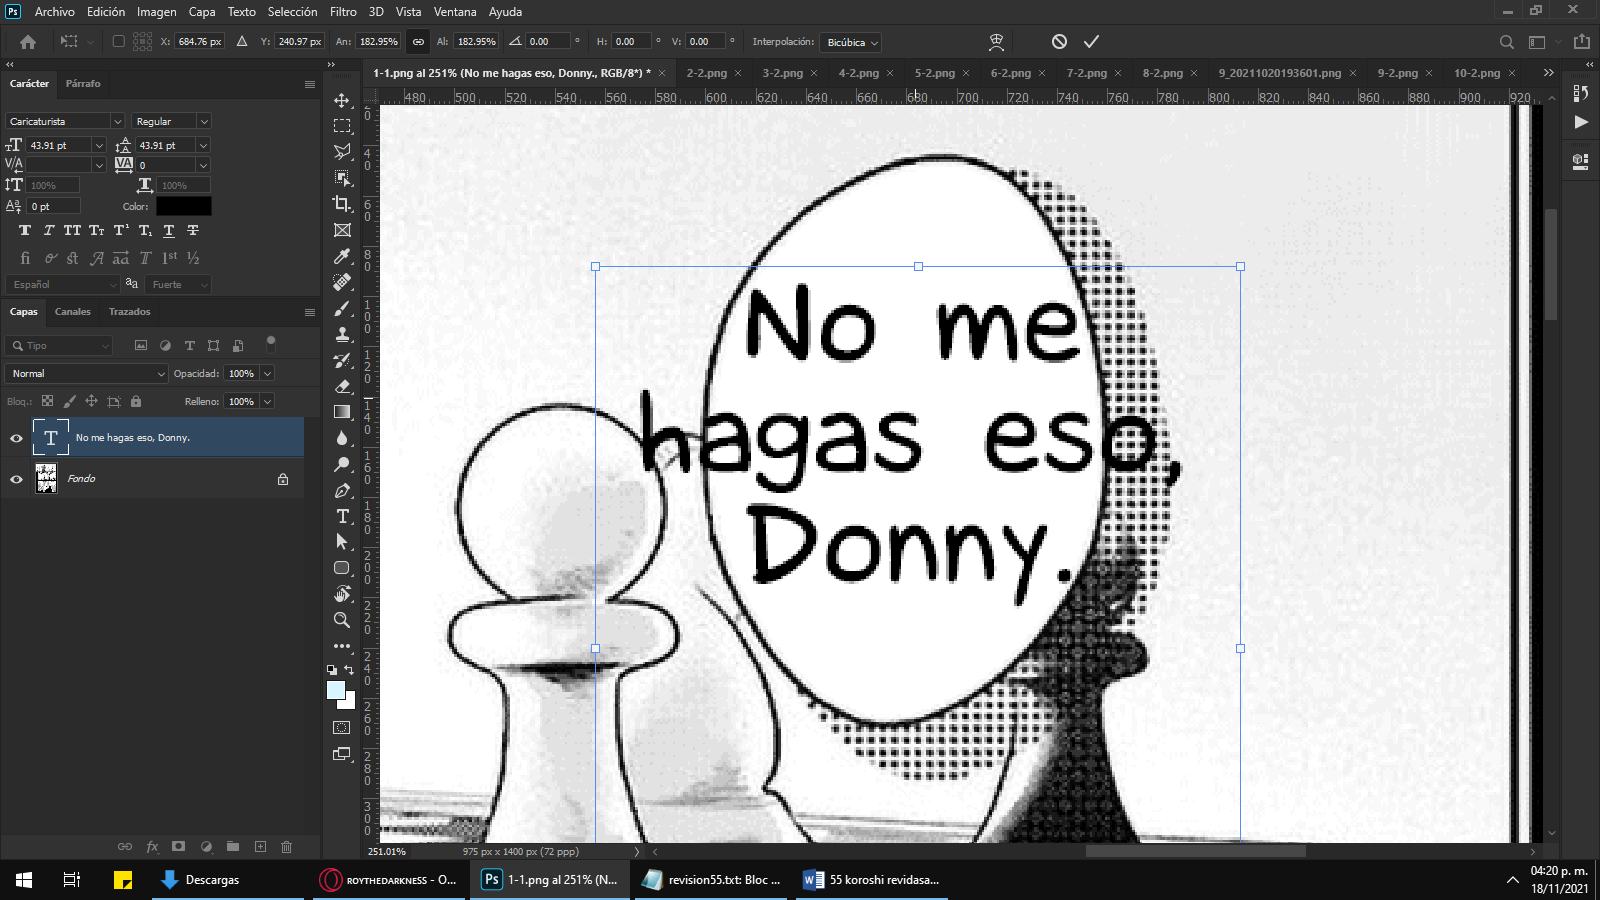 Ps Archivo Edición Imagen Capa Texto Selección Filtro 3D Vista Ventana Ayuda
X: 684.76 px Y: 240.97 px An: 182.95% Al: 182.95% 0.00 ° H: 0.00 ° V: 0.00 ° Interpolación: Bicúbica
Carácter Párrafo
1-1.png al 251% (No me hagas eso, Donny., RGB/8*) * × 2-2.png × 3-2.png × 4-2.png × 5-2.png × 6-2.png × 7-2.png × 8-2.png × 9_20211020193601.png × 9-2.png × 10-2.png ×
480 500 520 540 560 580 600 620 640 660 680 700 720 740 760 780 800 820 840 860 880 900 920
Caricaturista Regular
43.91 pt 43.91 pt
0
100% 100%
0 pt Color:
Español aa Fuerte
Capas Canales Trazados
Tipo
Normal Opacidad: 100%
Bloq.: Relleno: 100%
No me hagas eso, Donny.
Fondo
No me
hagas eso,
Donny.
251.01% 975 px x 1400 px (72 ppp)
Descargas
ROYTHEDARKNESS - O...
Ps 1-1.png al 251% (N...
revision55.txt: Bloc ...
55 koroshi revidasa...
04:20 p. m.
18/11/2021